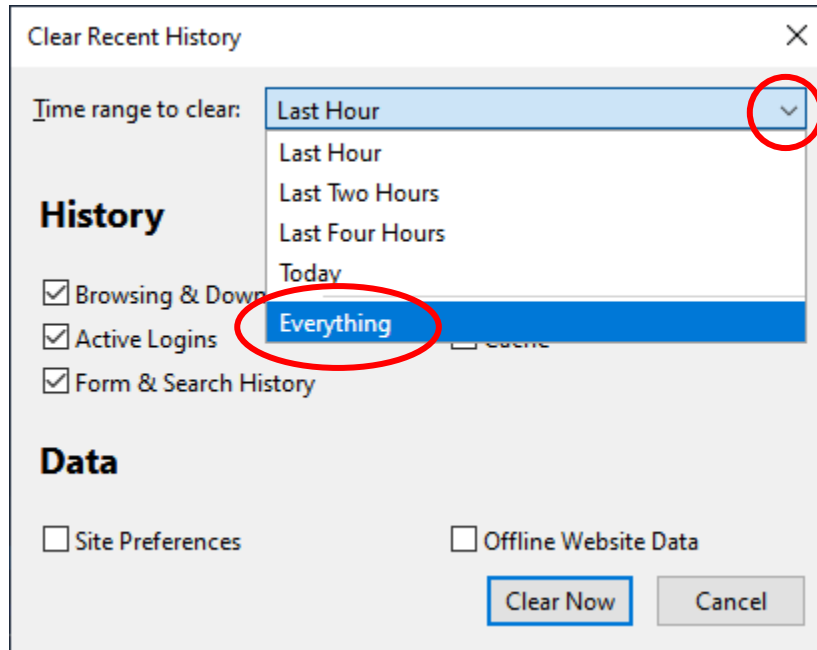 Clear Recent History
Time range to clear: Last Hour
Last Hour
Last Two Hours
Last Four Hours
Today
Everything
History
Browsing & Down
Active Logins
Cache
Form & Search History
Data
Site Preferences
Offline Website Data
Clear Now
Cancel